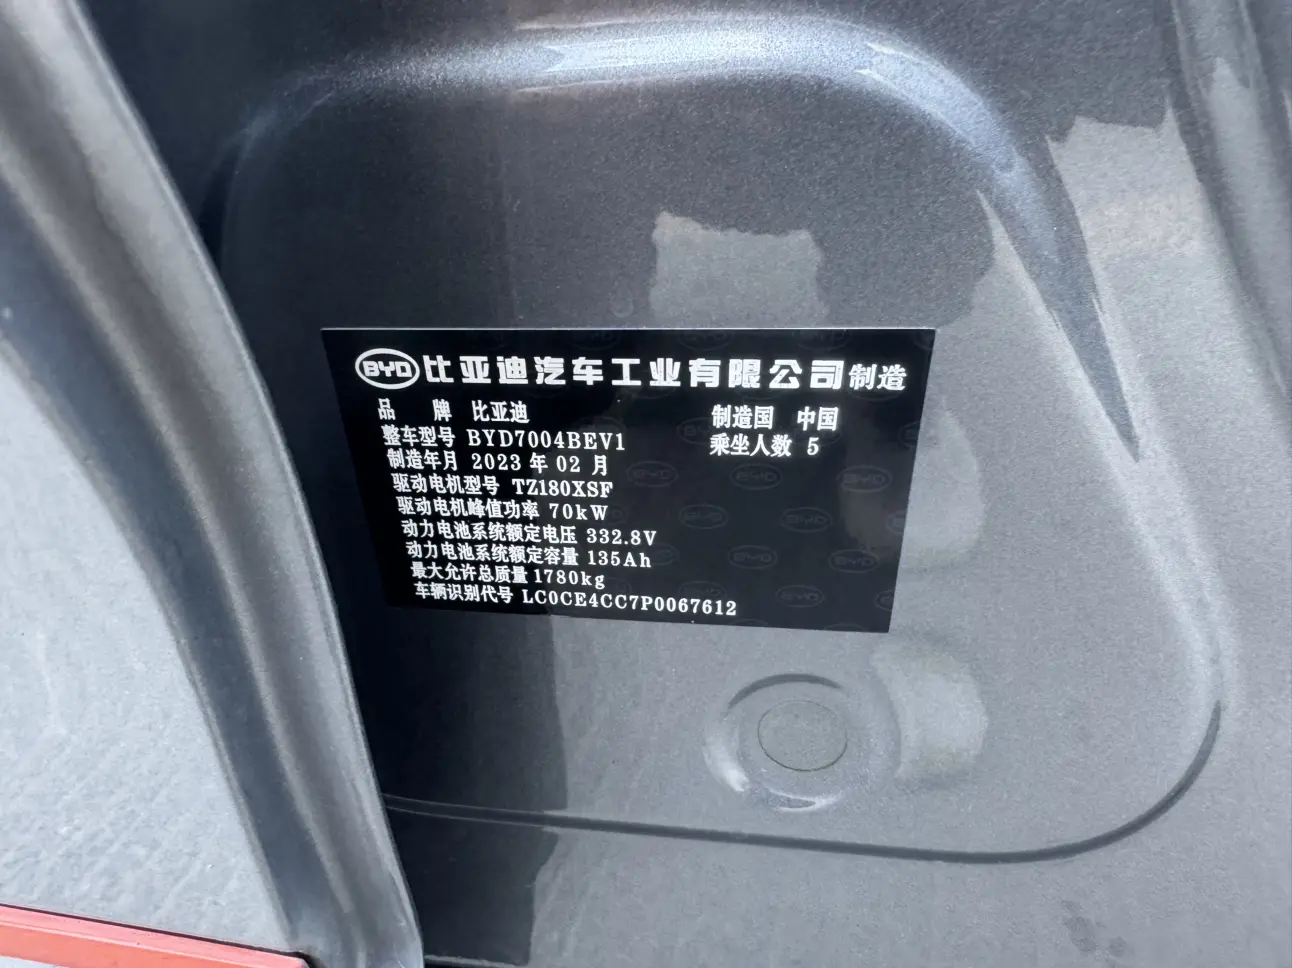 BYD 比亚迪汽车工业有限公司制造
品 牌 比亚迪 制造国 中国
整车型号 BYD7004BEV1 乘坐人数 5
制造年月 2023 年 02 月
驱动电机型号 TZ180XSF
驱动电机峰值功率 70kW
动力电池系统额定电压 332.8V
动力电池系统额定容量 135Ah
最大允许总质量 1780kg
车辆识别代号 LC0CE4CC7P0067612